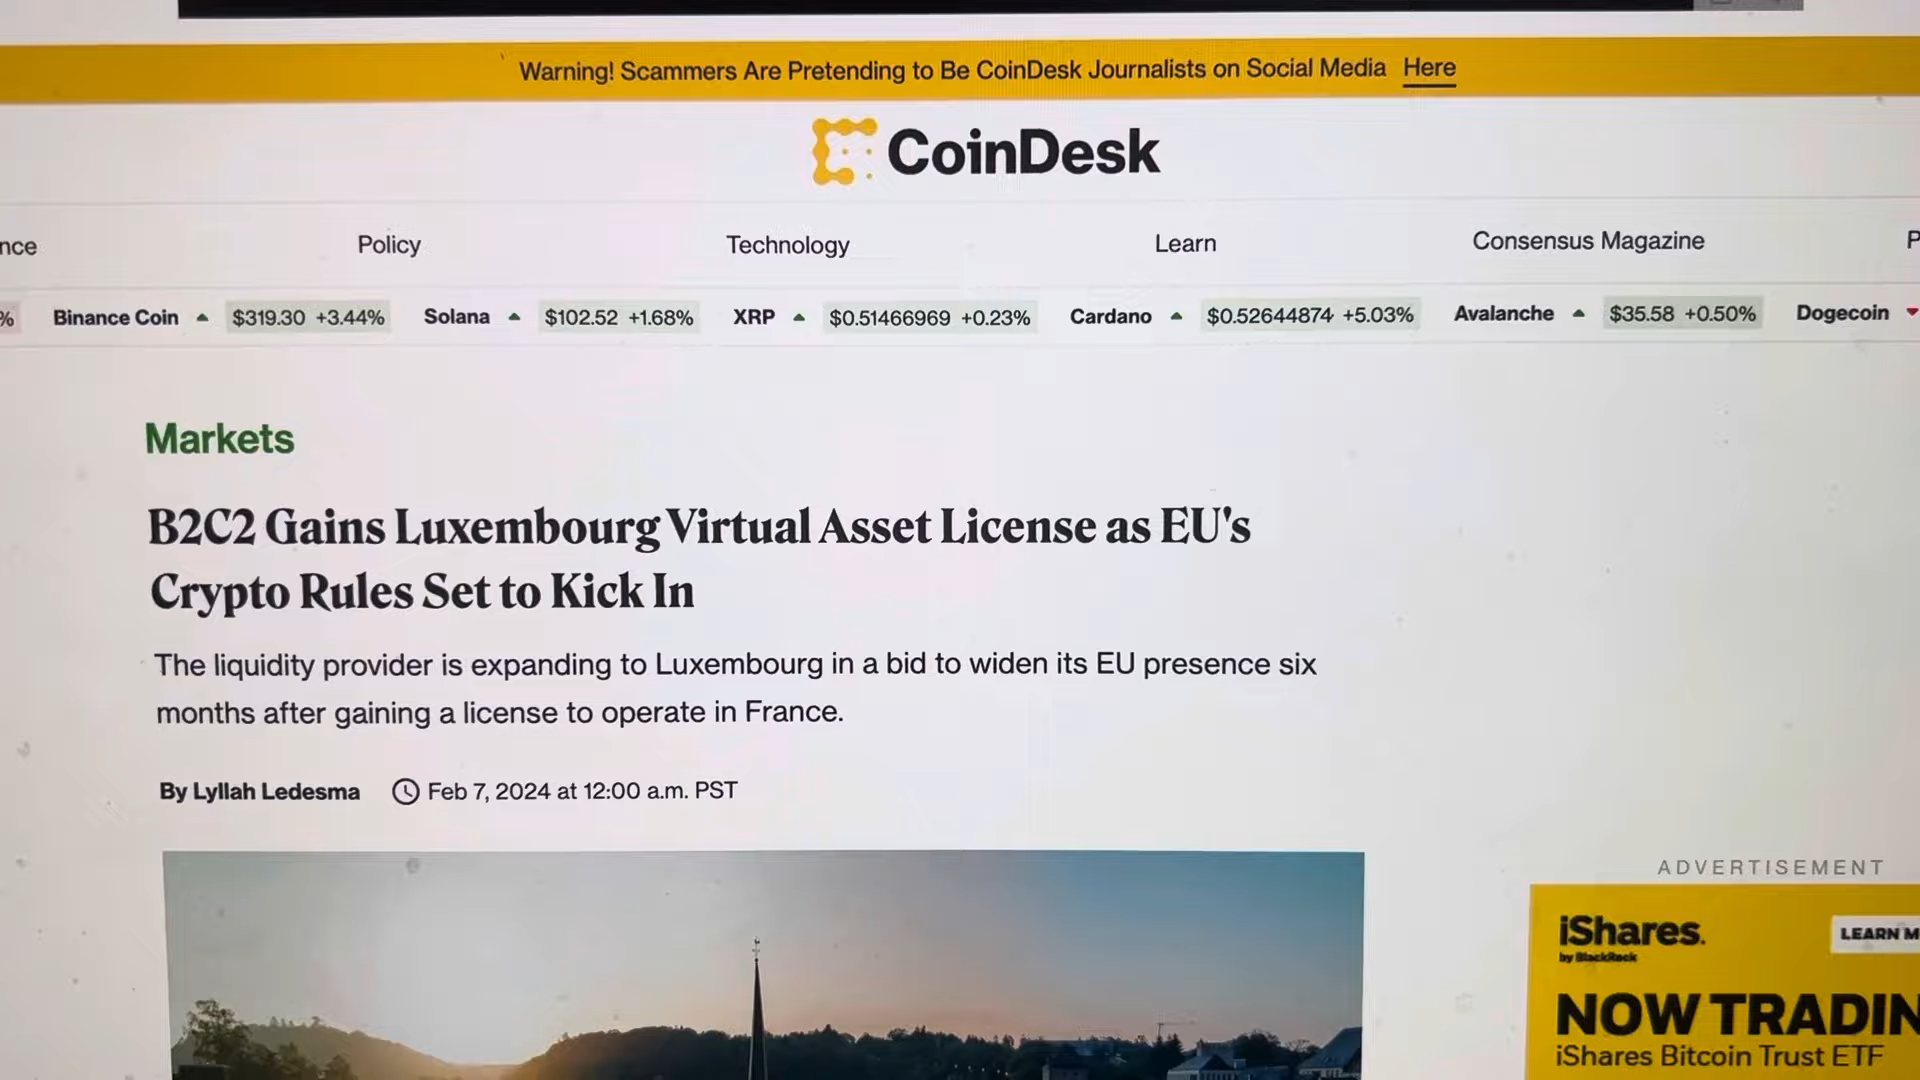 Warning! Scammers Are Pretending to Be CoinDesk Journalists on Social Media Here
CoinDesk
Policy Technology Learn Consensus Magazine
% Binance Coin $319.30 +3.44% Solana $102.52 +1.68% XRP $0.51466969 +0.23% Cardano $0.52644874 +5.03% Avalanche $35.58 +0.50% Dogecoin
Markets
B2C2 Gains Luxembourg Virtual Asset License as EU's
Crypto Rules Set to Kick In
The liquidity provider is expanding to Luxembourg in a bid to widen its EU presence six
months after gaining a license to operate in France.
By Lyllah Ledesma Feb 7, 2024 at 12:00 a.m. PST
ADVERTISEMENT
iShares.
by BlackRock
LEARN M
NOW TRADIN
iShares Bitcoin Trust ETF